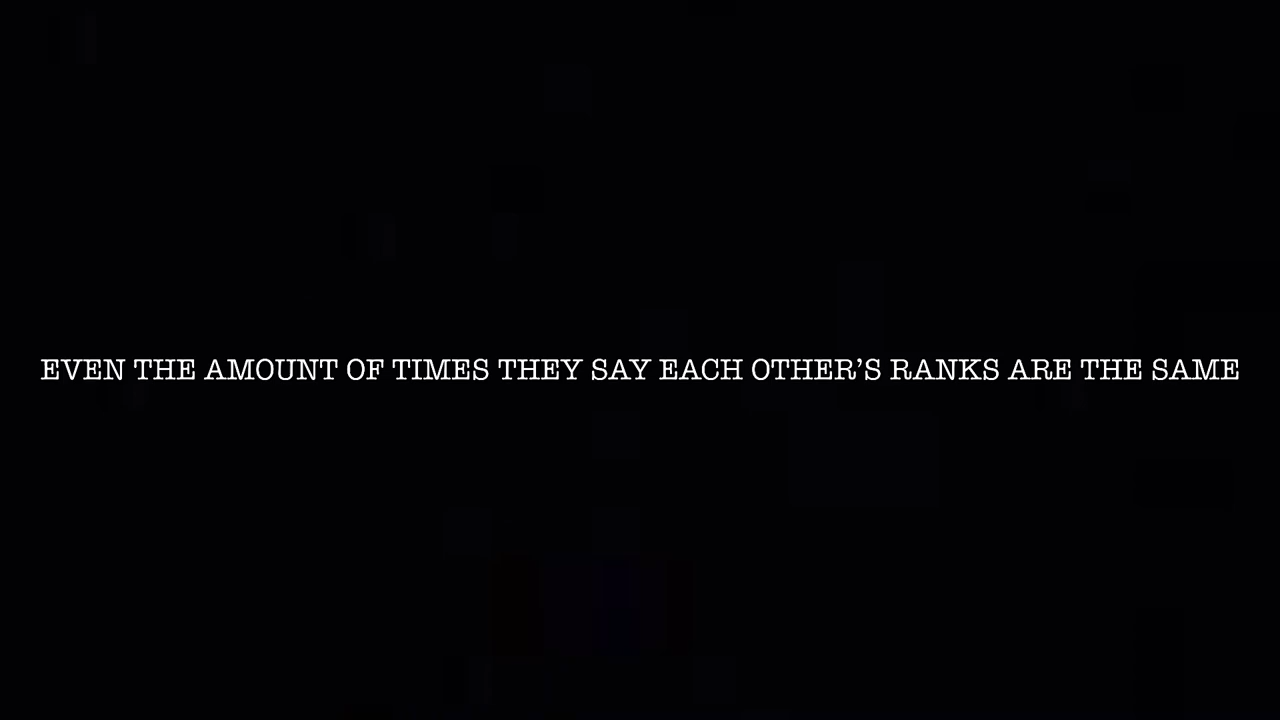 EVEN THE AMOUNT OF TIMES THEY SAY EACH OTHER’S RANKS ARE THE SAME